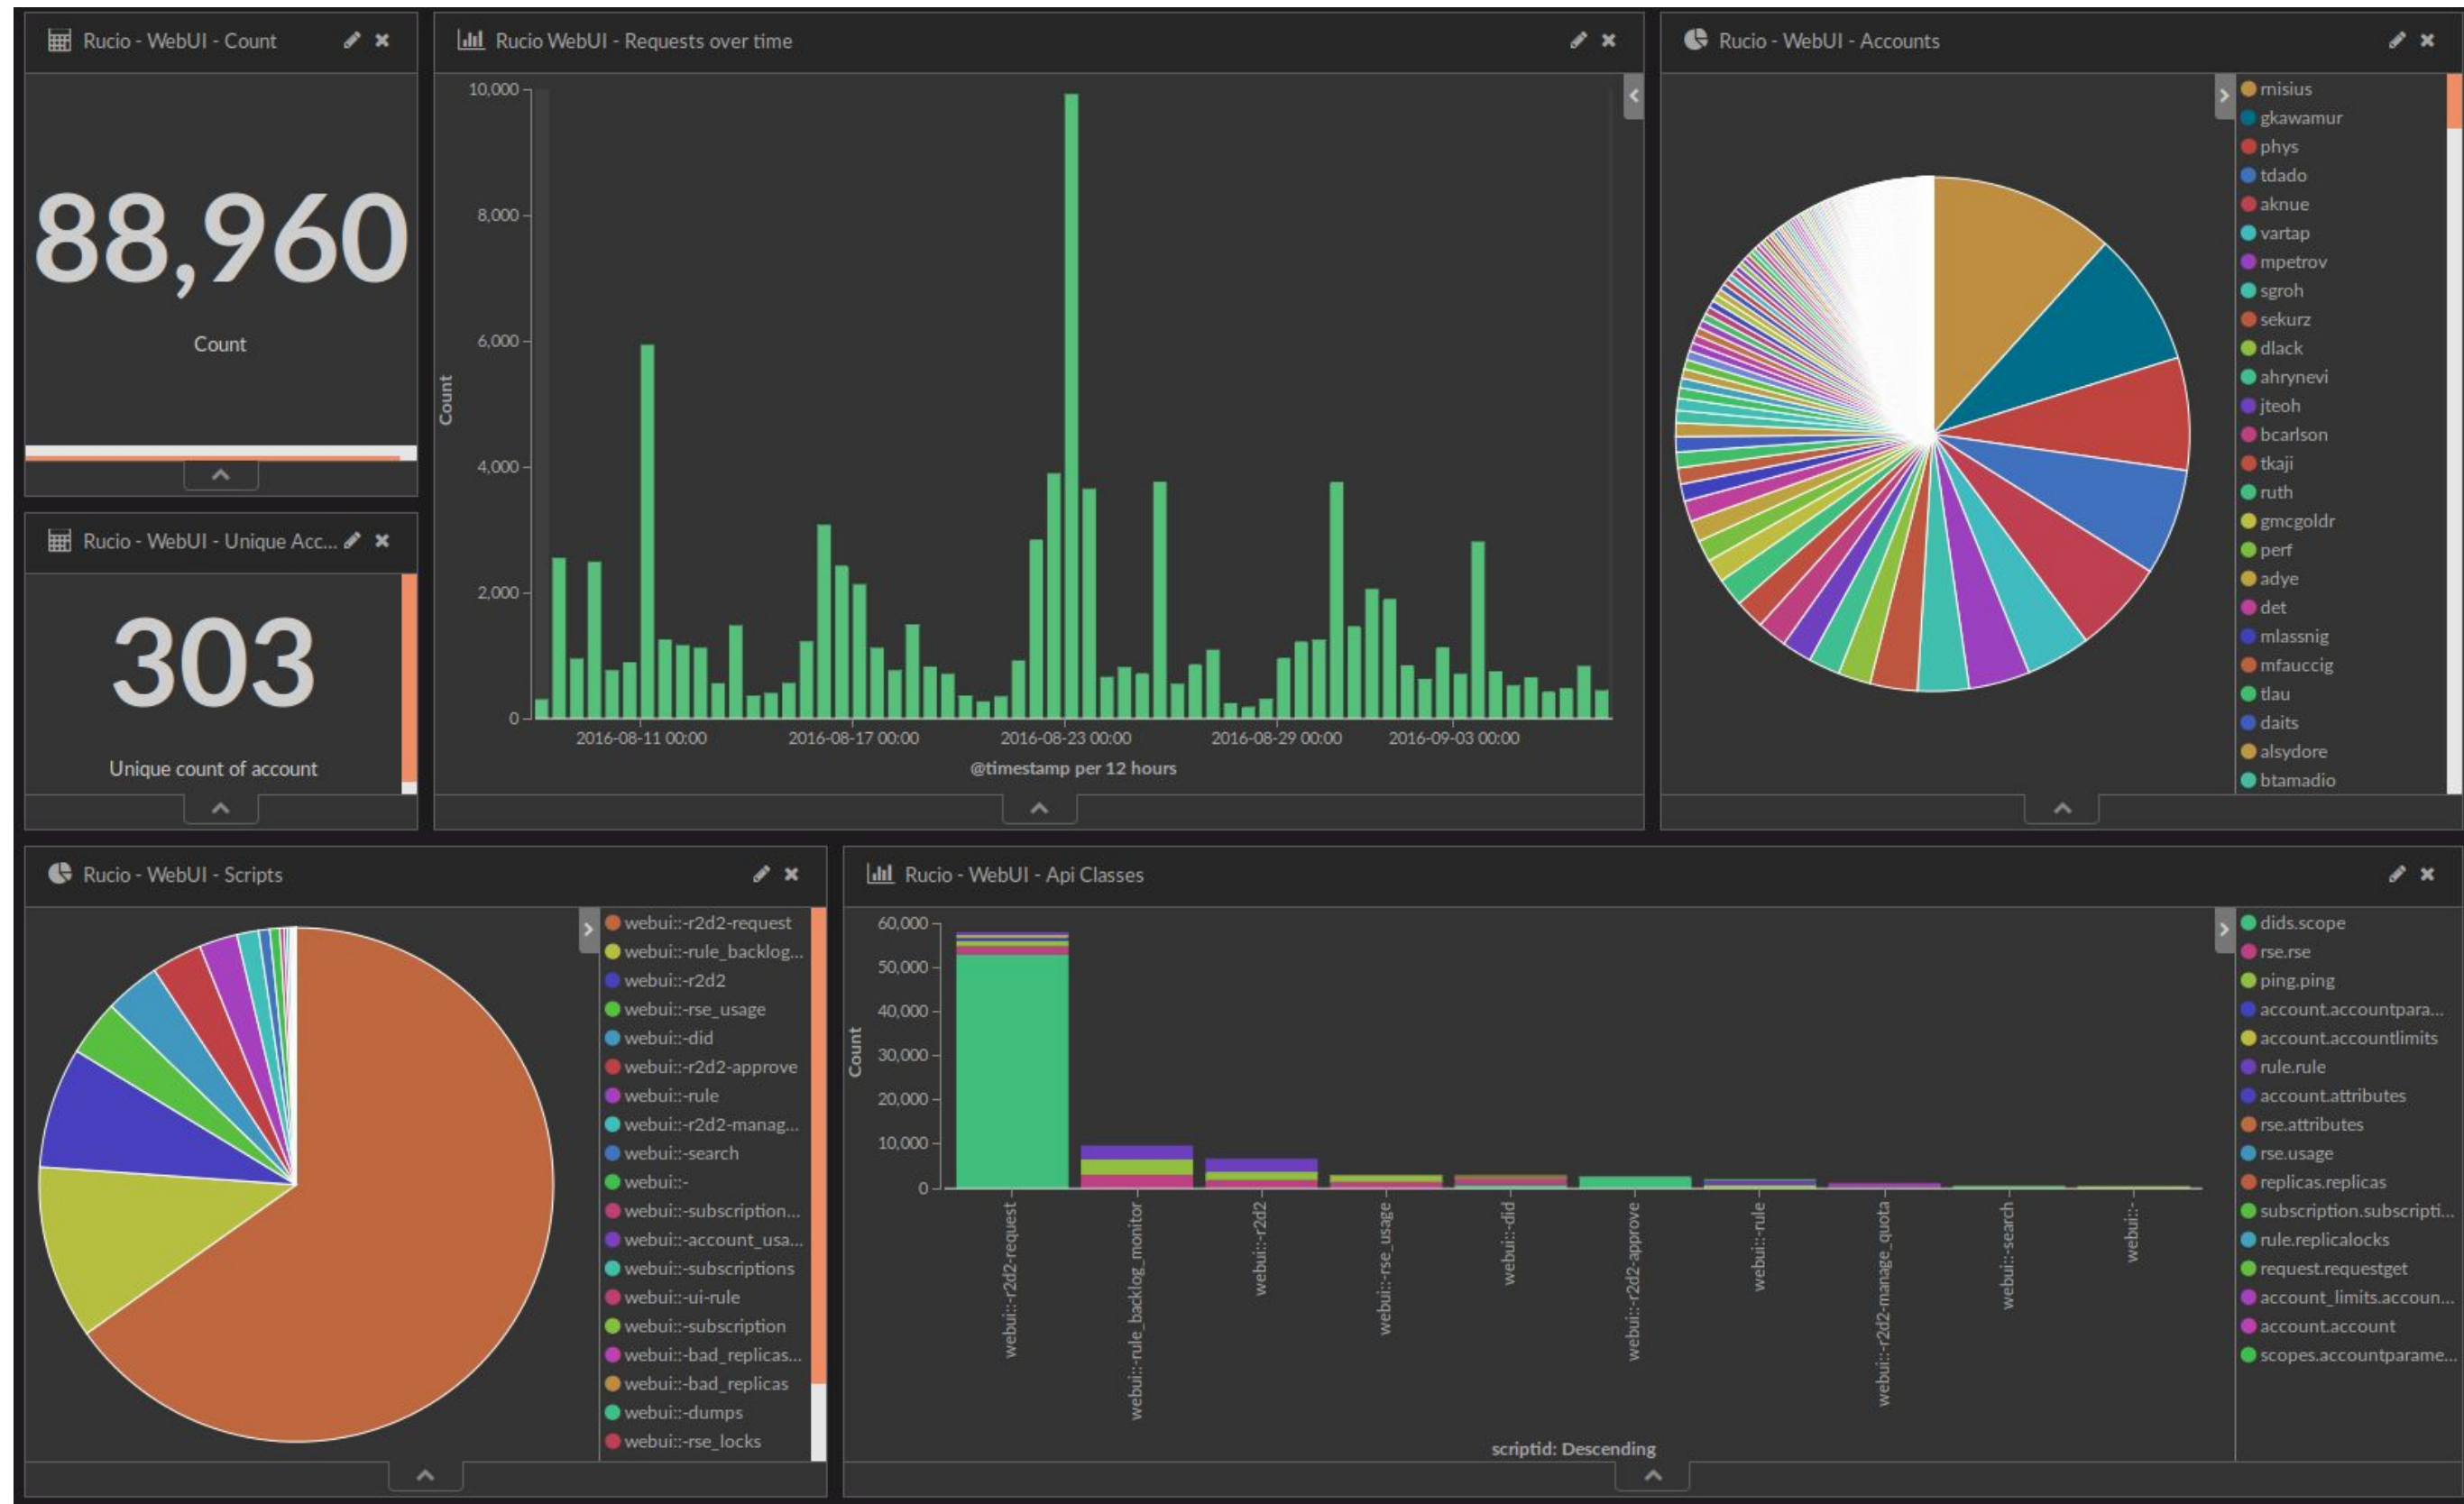 Rucio - WebUI - Count
88,960
Count
Rucio - WebUI - Unique Acc...
303
Unique count of account
Rucio WebUI - Requests over time
10,000
8,000
6,000
4,000
2,000
0
Count
2016-08-11 00:00
2016-08-17 00:00
2016-08-23 00:00
2016-08-29 00:00
2016-09-03 00:00
@timestamp per 12 hours
Rucio - WebUI - Accounts
misius
gkawamur
phys
tdado
aknue
vartap
mpetrov
sgroh
sekurz
dlack
ahrynevi
jteoh
bcarlson
tkaji
ruth
gmcgoldr
perf
adye
det
mlassnig
mfauccig
tlau
daits
alsydore
btamadio
Rucio - WebUI - Scripts
webui::-r2d2-request
webui::-rule_backlog...
webui::-r2d2
webui::-rse_usage
webui::-did
webui::-r2d2-approve
webui::-rule
webui::-r2d2-manag...
webui::-search
webui::-
webui::-subscription...
webui::-account_usa...
webui::-subscriptions
webui::-ui-rule
webui::-subscription
webui::-bad_replicas...
webui::-bad_replicas
webui::-dumps
webui::-rse_locks
Rucio - WebUI - Api Classes
60,000
50,000
40,000
30,000
20,000
10,000
0
Count
webui::-r2d2-request
webui::-rule_backlog_monitor
webui::-r2d2
webui::-rse_usage
webui::-did
webui::-r2d2-approve
webui::-rule
webui::-r2d2-manage_quota
webui::-search
webui::-
scriptid: Descending
dids.scope
rse.rse
ping.ping
account.accountpara...
account.accountlimits
rule.rule
account.attributes
rse.attributes
rse.usage
replicas.replicas
subscription.subscripti...
rule.replicalocks
request.requestget
account_limits.accoun...
account.account
scopes.accountparame...